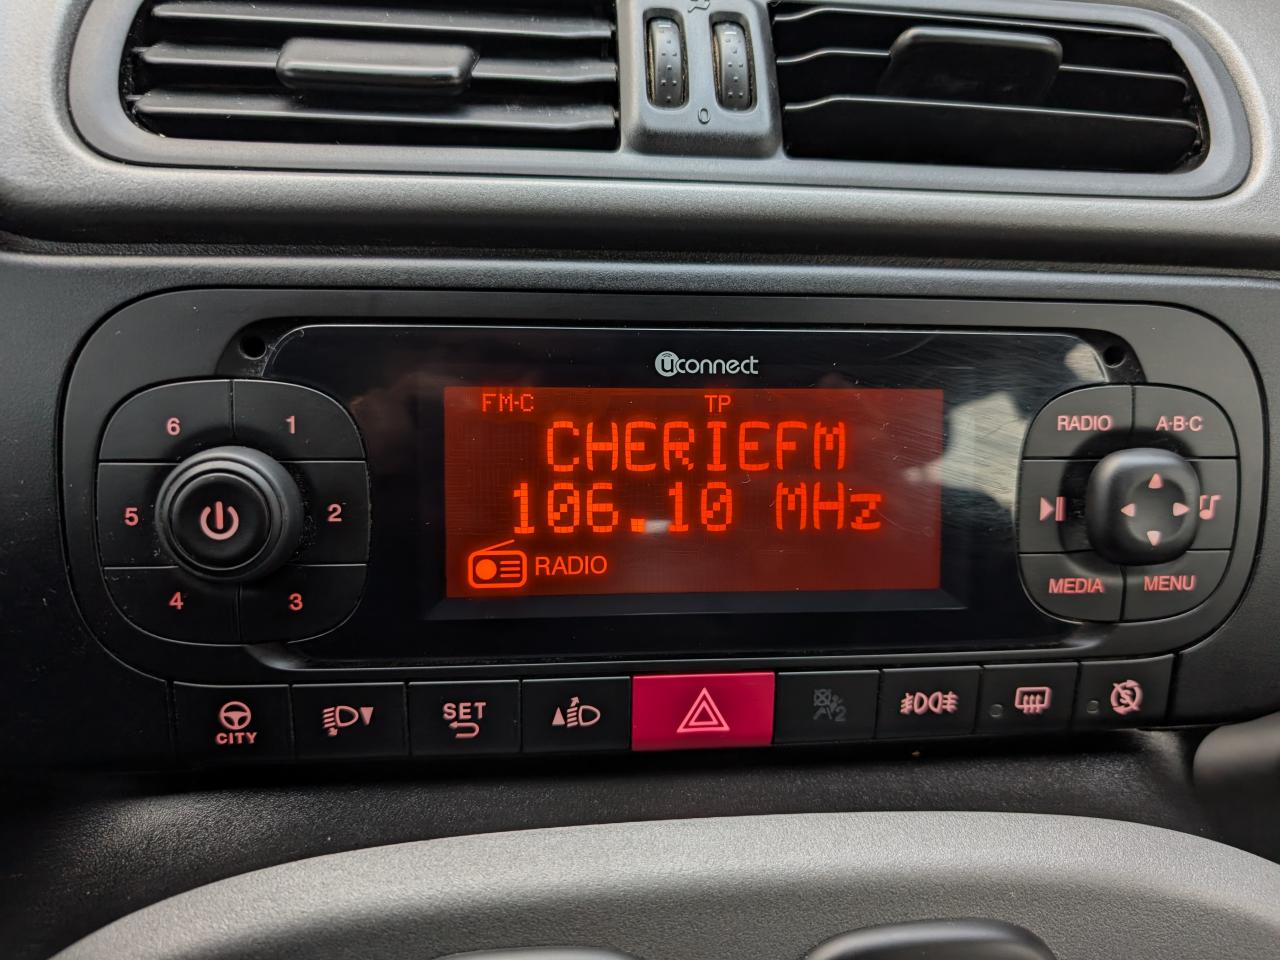 0
uconnect
FM-C TP
CHERIEFM
106.10 MHz
RADIO
6 1
5 2
4 3
RADIO A·B·C
MEDIA MENU
CITY
SET